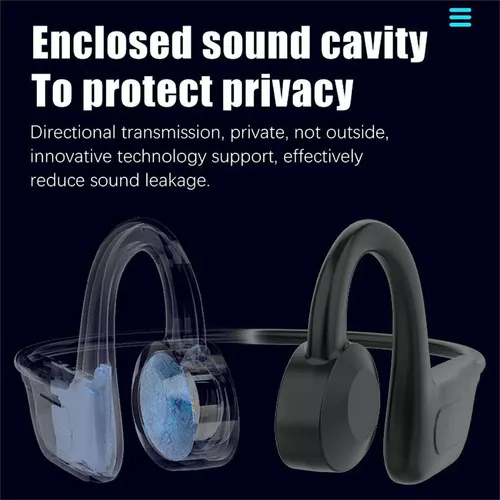 Enclosed sound cavity
To protect privacy
Directional transmission, private, not outside,
innovative technology support, effectively
reduce sound leakage.